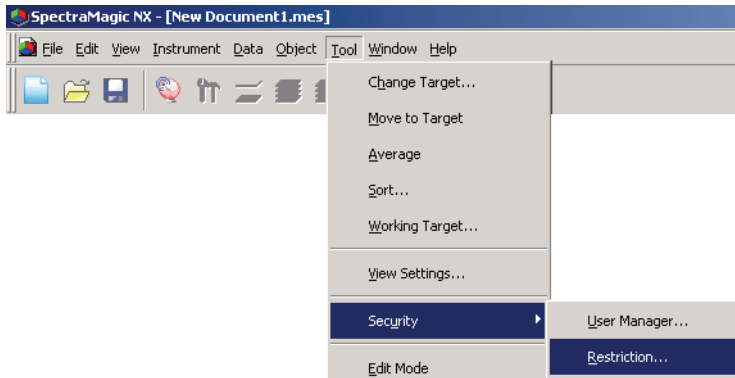 SpectraMagic NX - [New Document1.mes]
File Edit View Instrument Data Object Tool Window Help
Change Target...
Move to Target
Average
Sort...
Working Target...
View Settings...
Security
User Manager...
Restriction...
Edit Mode